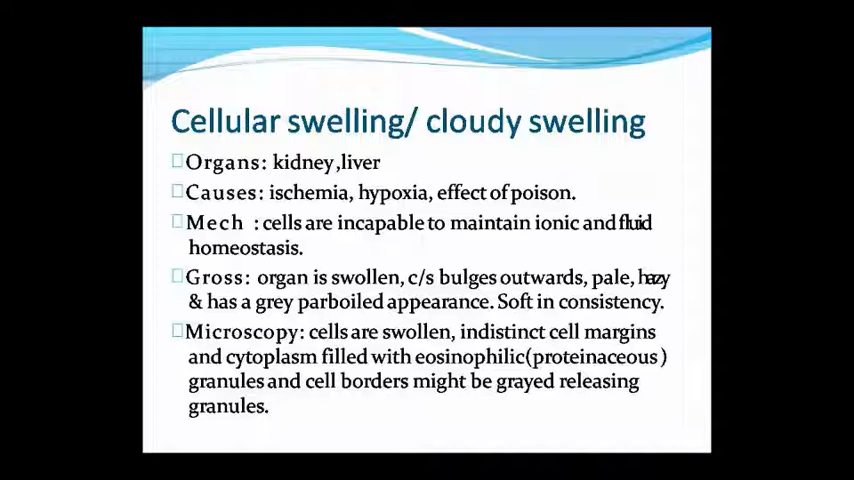 Cellular swelling/ cloudy swelling
Organs: kidney,liver
Causes: ischemia, hypoxia, effect of poison.
Mech : cells are incapable to maintain ionic and fluid
homeostasis.
Gross: organ is swollen, c/s bulges outwards, pale, hazy
& has a grey parboiled appearance. Soft in consistency.
Microscopy: cells are swollen, indistinct cell margins
and cytoplasm filled with eosinophilic(proteinaceous )
granules and cell borders might be grayed releasing
granules.